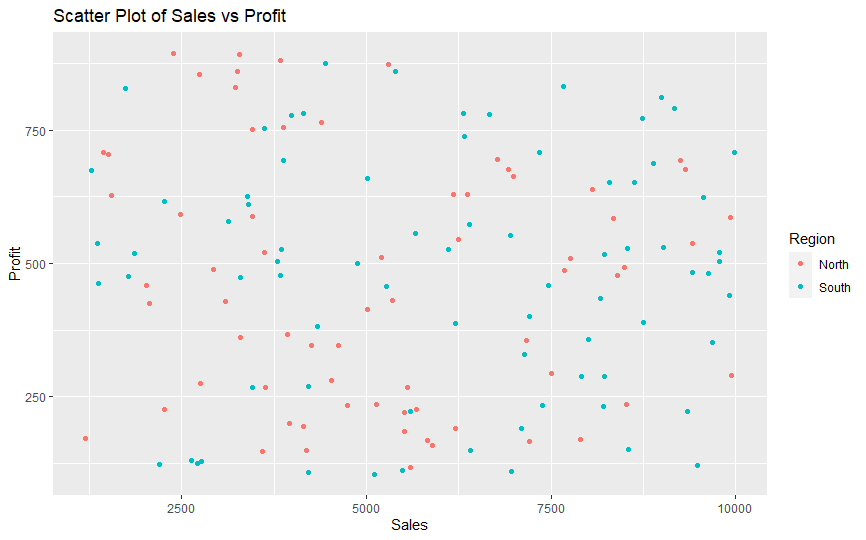 Scatter Plot of Sales vs Profit
750
500
250
Profit
2500
5000
7500
10000
Sales
Region
North
South